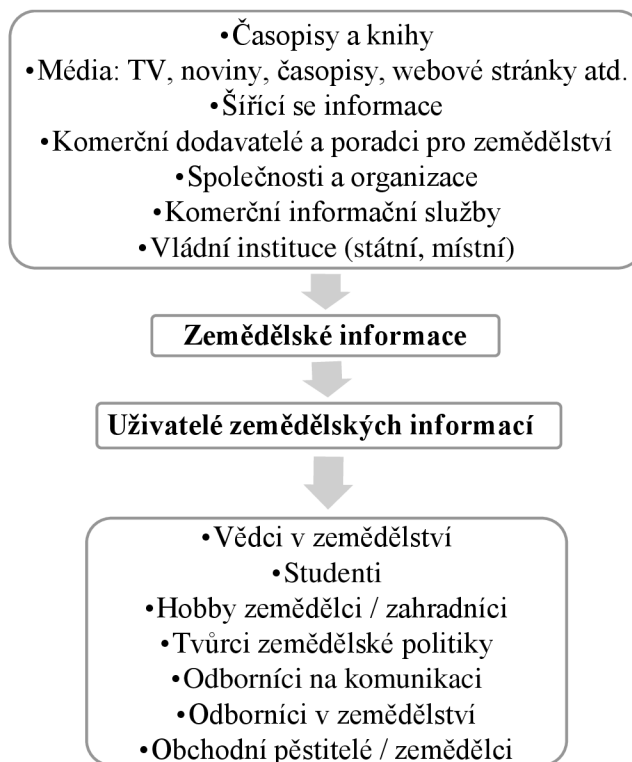 •Časopisy a knihy
•Média: TV, noviny, časopisy, webové stránky atd.
•Šířící se informace
•Komerční dodavatelé a poradci pro zemědělství
•Společnosti a organizace
•Komerční informační služby
•Vládní instituce (státní, místní)
Zemědělské informace
Uživatelé zemědělských informací
•Vědci v zemědělství
•Studenti
•Hobby zemědělci / zahradníci
•Tvůrci zemědělské politiky
•Odborníci na komunikaci
•Odborníci v zemědělství
•Obchodní pěstitelé / zemědělci